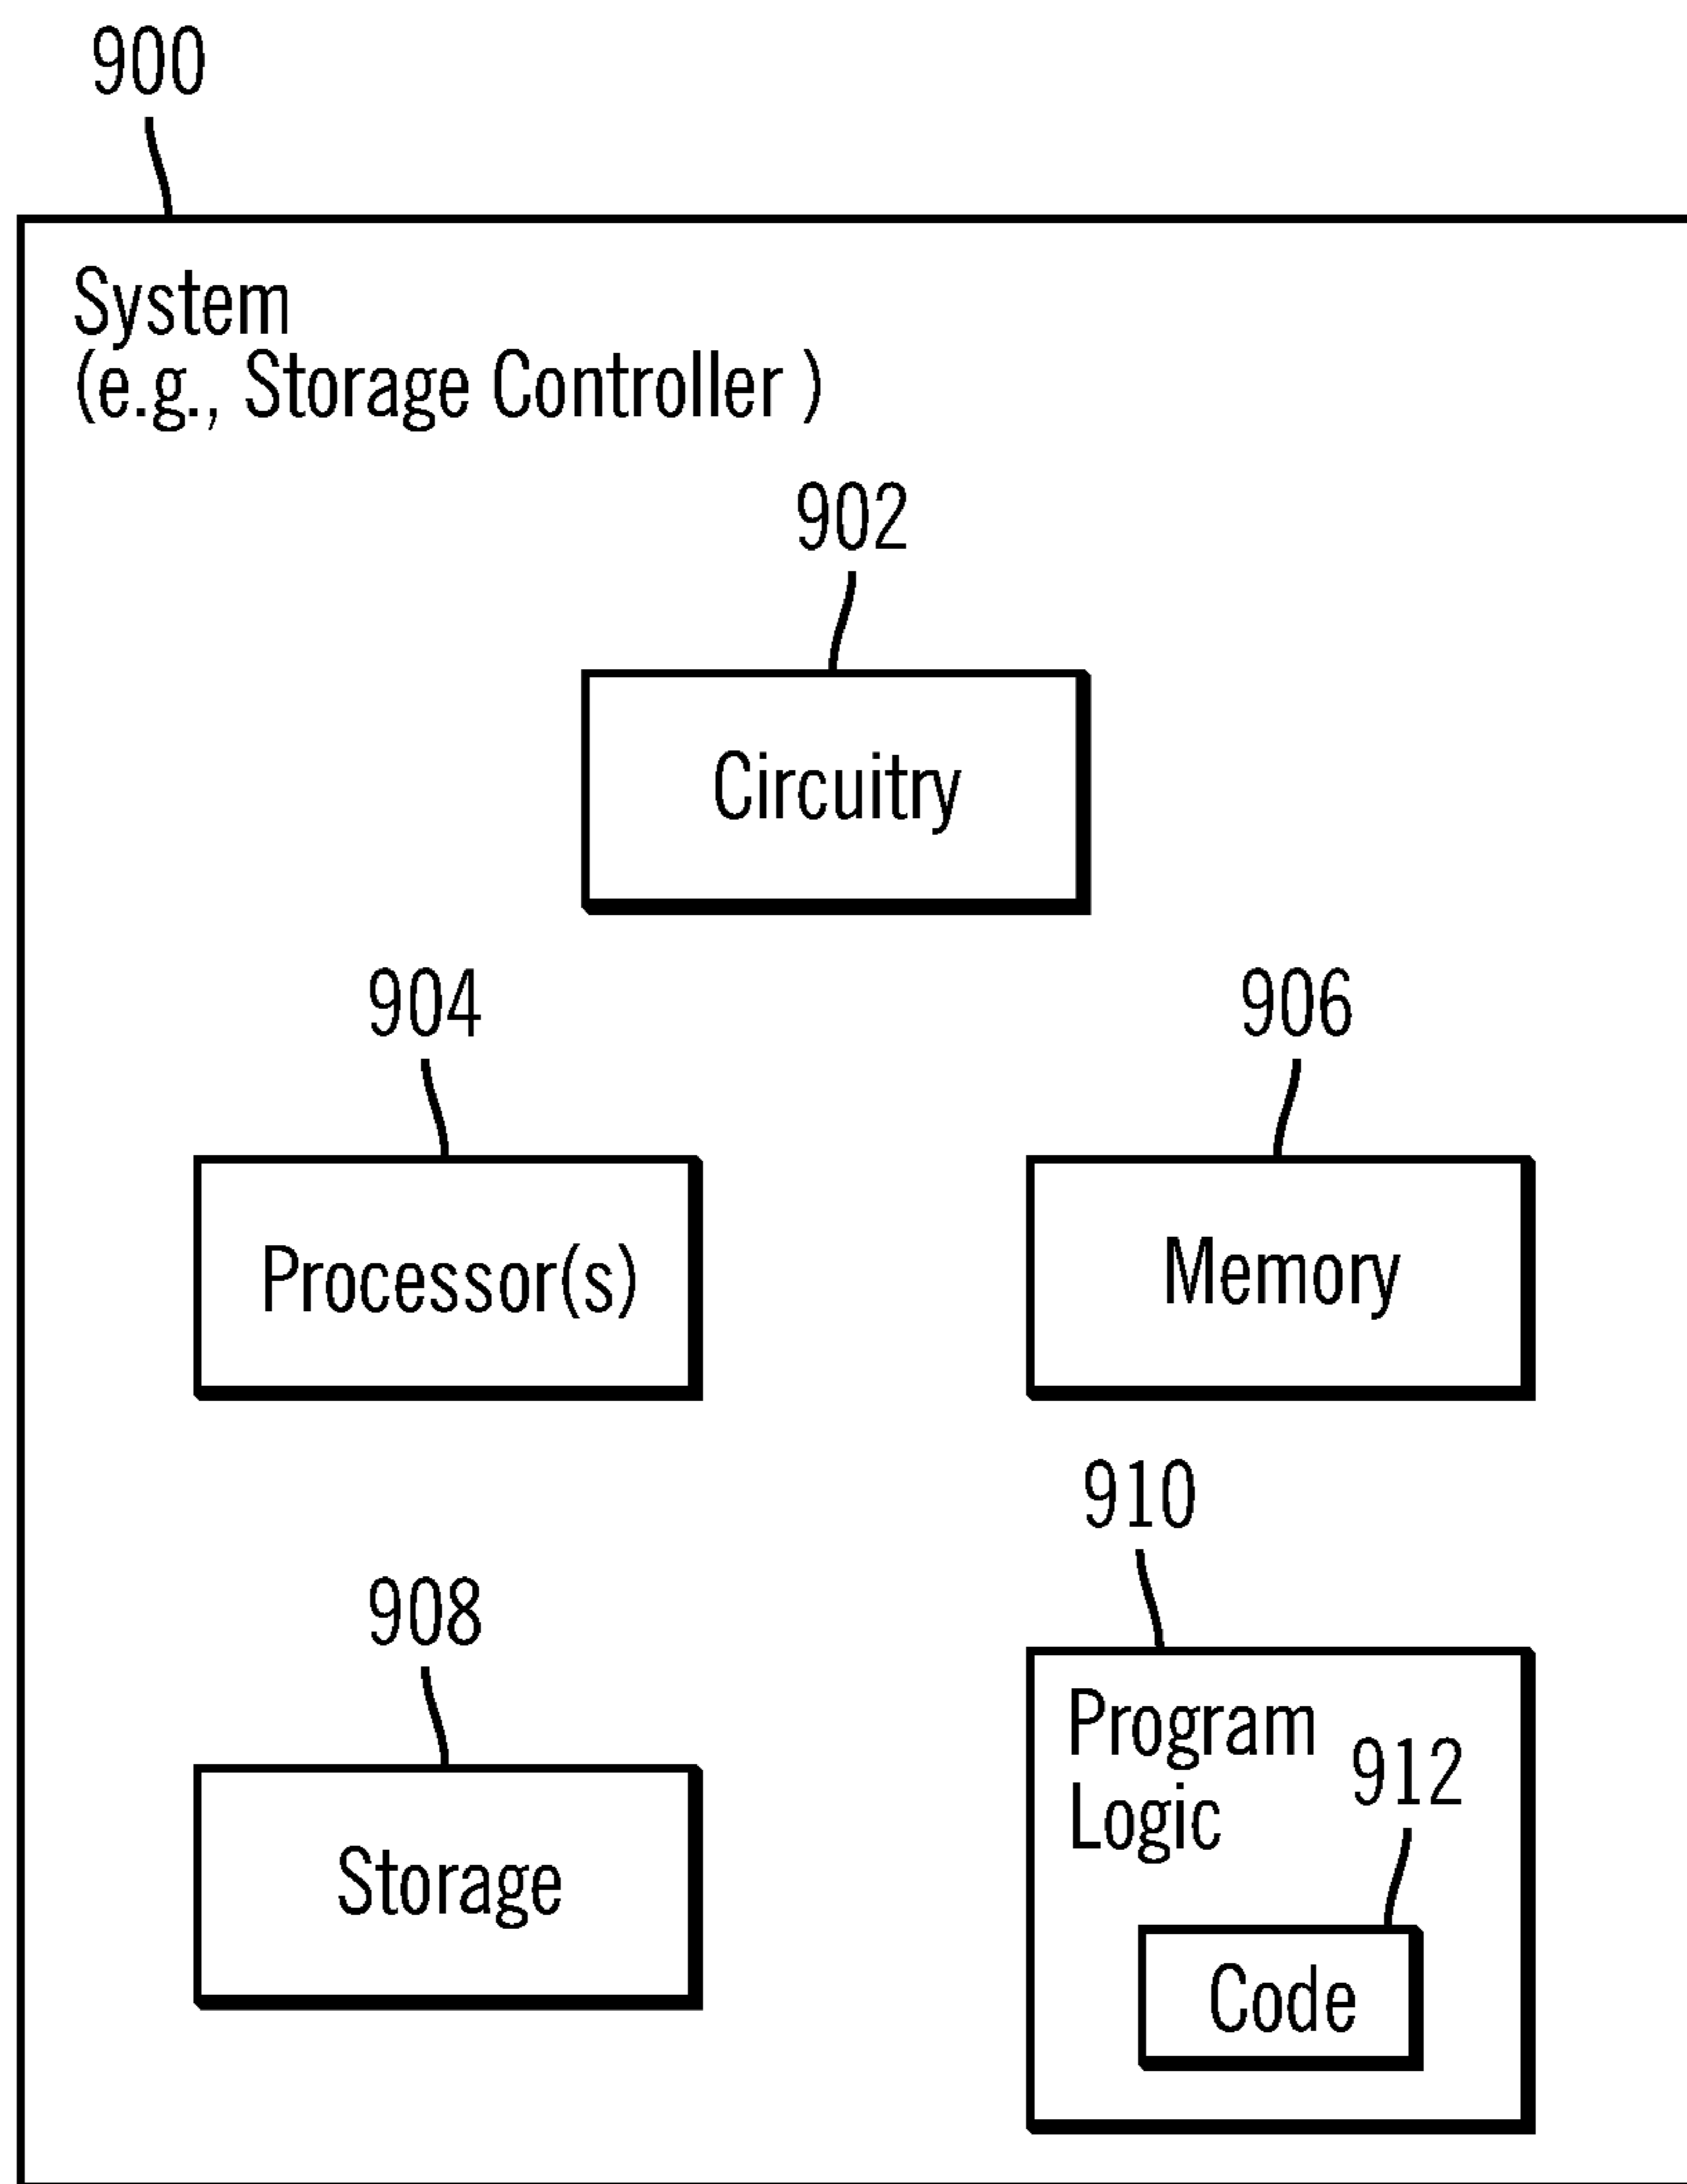 900
System
(e.g., Storage Controller )
902
Circuitry
904
906
Processor(s)
Memory
910
908
Program
Logic
912
Storage
Code